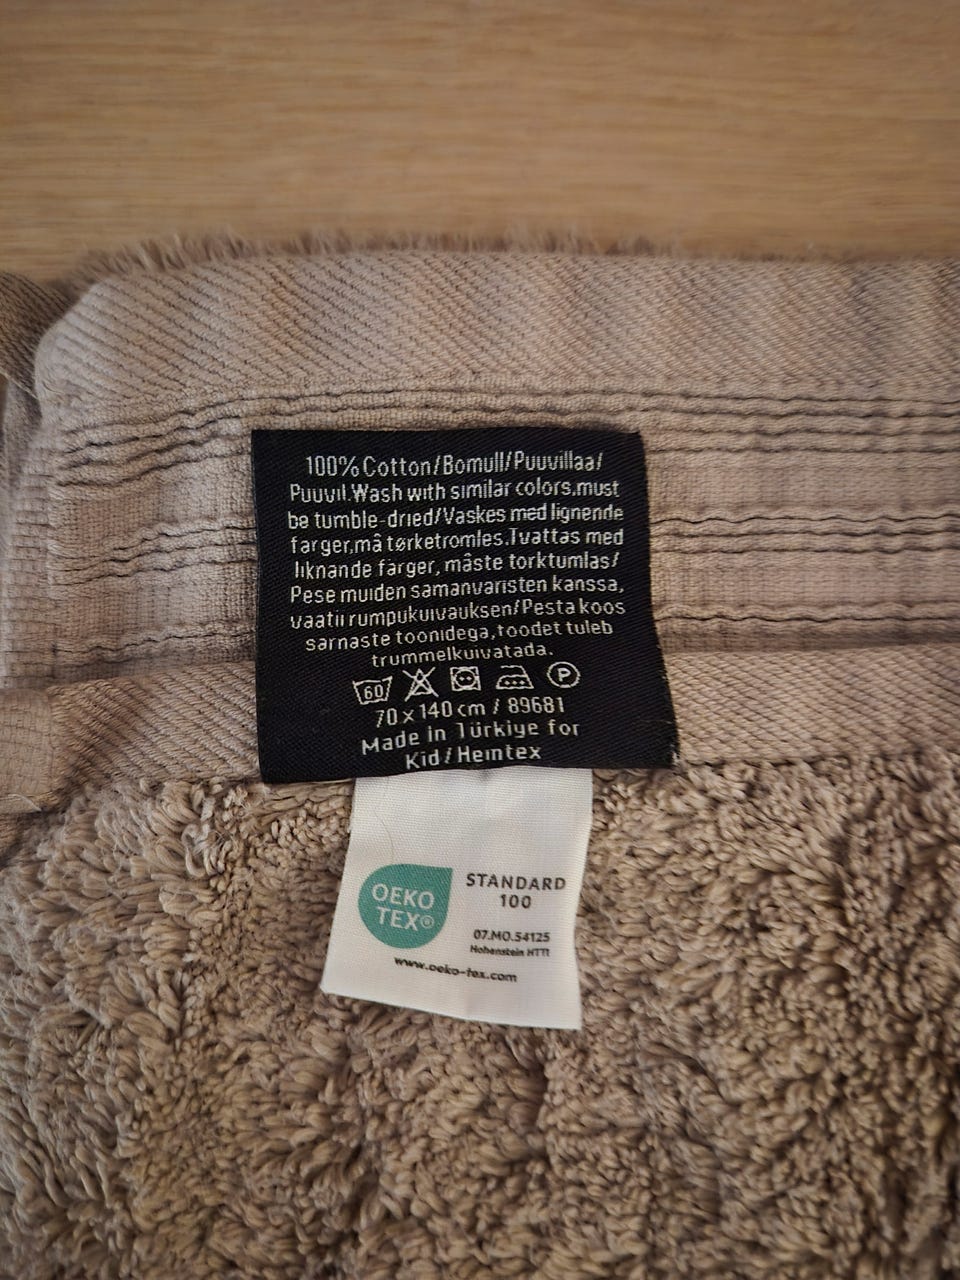 100% Cotton/Bomull/Puuvillaa/
Puuvil.Wash with similar colors.must
be tumble-dried/Vaskes med lignende
farger,må tørketromles.Tvattas med
liknande färger, måste torktumlas/
Pese muiden samanvaristen kanssa,
vaatii rumpukuivauksen/Pesta koos
sarnaste toonidega,toodet tuleb
trummelkuivatada.
60 P
70 x 140 cm / 89681
Made in Türkiye for
Kid/Heintex
OEKO
TEX®
STANDARD
100
07.MO.54125
Hohenstein HTTI
www.oeko-tex.com